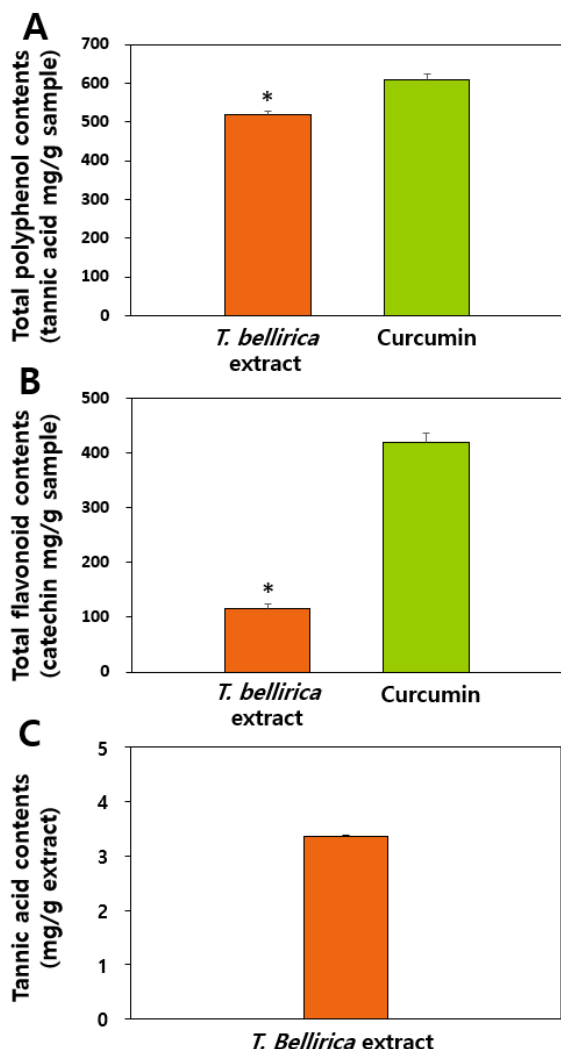 A
Total polyphenol contents
(tannic acid mg/g sample)
700
600
500
400
300
200
100
0
*
T. bellirica
extract
Curcumin
B
Total flavonoid contents
(catechin mg/g sample)
500
400
300
200
100
0
*
T. bellirica
extract
Curcumin
C
Tannic acid contents
(mg/g extract)
5
4
3
2
1
0
T. Bellirica extract